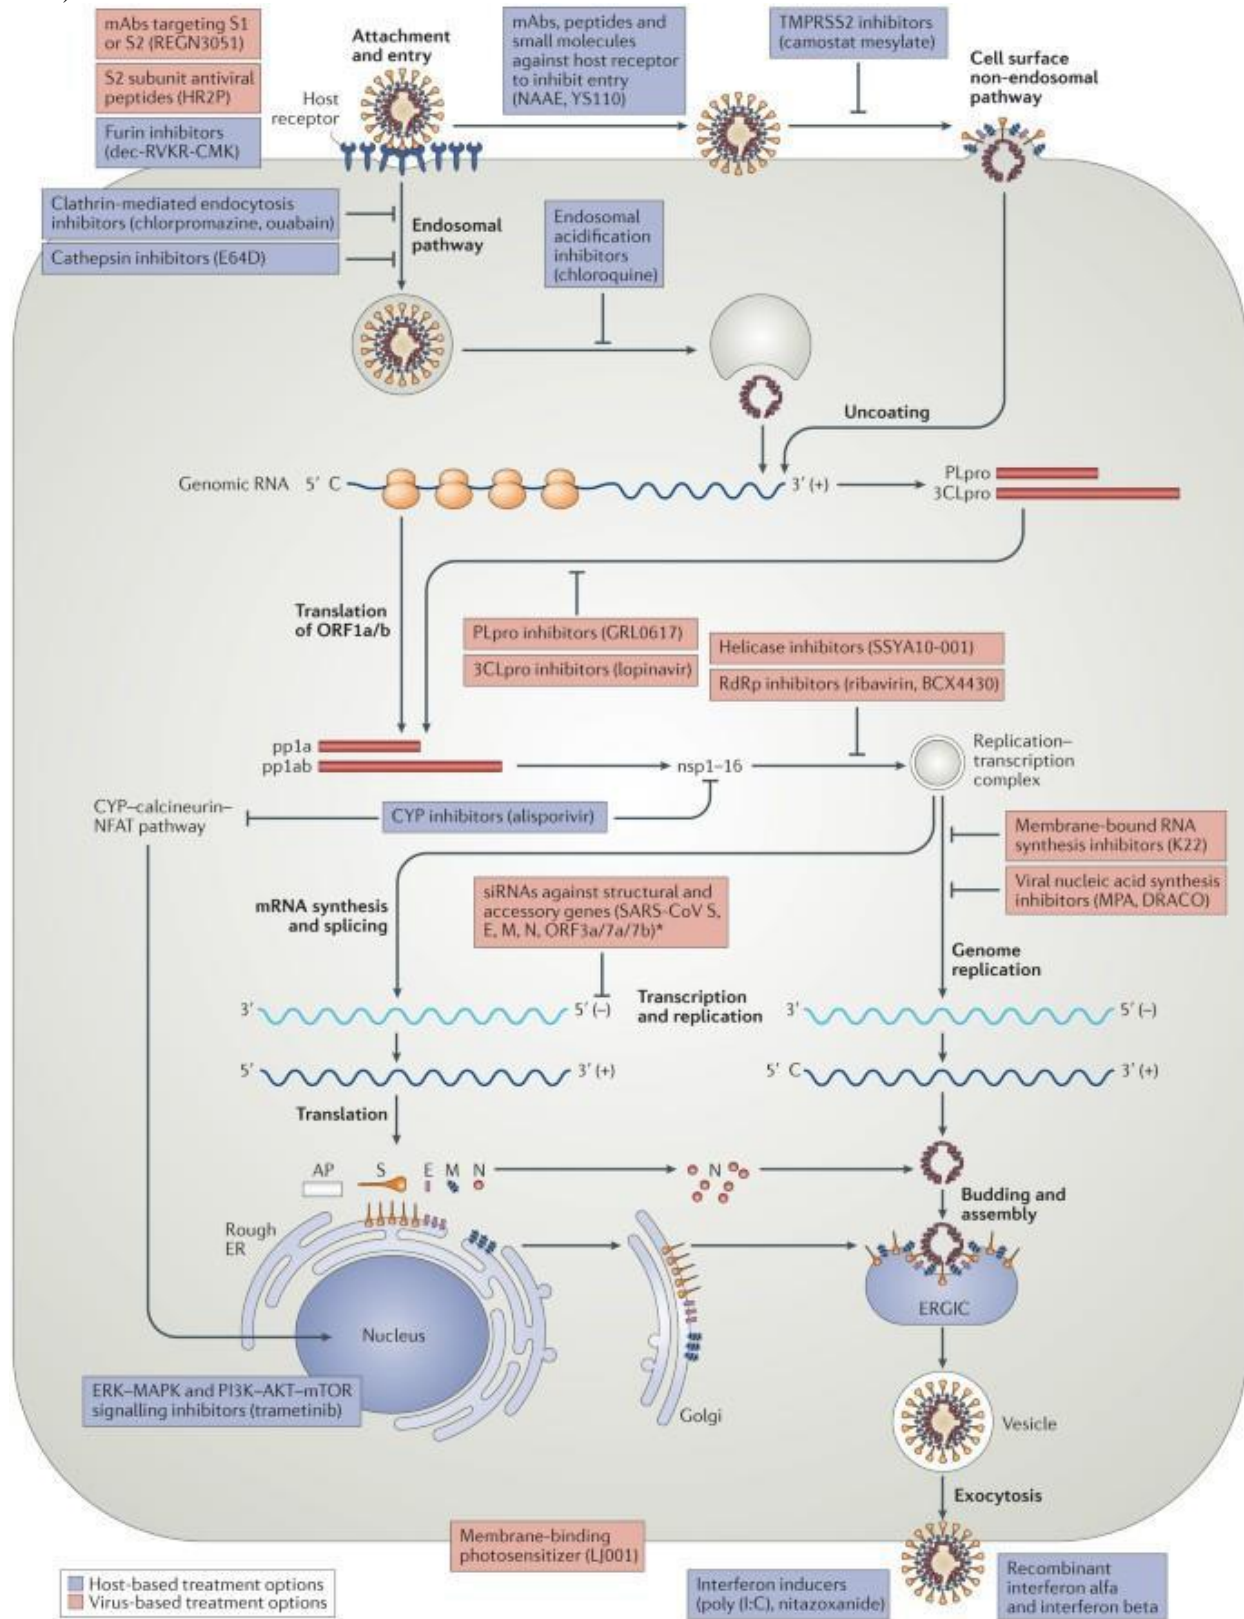 mAbs targeting S1
or S2 (REGN3051)
S2 subunit antiviral
peptides (HR2P)
Furin inhibitors
(dec-RVKR-CMK)
Attachment
and entry
Host
receptor
mAbs, peptides and
small molecules
against host receptor
to inhibit entry
(NAAE, YS110)
TMPRSS2 inhibitors
(camostat mesylate)
Cell surface
non-endosomal
pathway
Clathrin-mediated endocytosis
inhibitors (chlorpromazine, ouabain)
Cathepsin inhibitors (E64D)
Endosomal
pathway
Endosomal
acidification
inhibitors
(chloroquine)
Uncoating
Genomic RNA 5′ C
3′ (+)
PLpro
3CLpro
Translation
of ORF1a/b
PLpro inhibitors (GRL0617)
3CLpro inhibitors (lopinavir)
Helicase inhibitors (SSYA10-001)
RdRp inhibitors (ribavirin, BCX4430)
pp1a
pp1ab
nsp1–16
Replication–
transcription
complex
CYP–calcineurin–
NFAT pathway
CYP inhibitors (alisporivir)
Membrane-bound RNA
synthesis inhibitors (K22)
Viral nucleic acid synthesis
inhibitors (MPA, DRACO)
mRNA synthesis
and splicing
siRNAs against structural and
accessory genes (SARS-CoV S,
E, M, N, ORF3a/7a/7b)*
Genome
replication
3′ 5′ (–)
Transcription
and replication
3′ 5′ (–)
5′ 3′ (+)
5′ C 3′ (+)
Translation
AP S E M N
N
Budding and
assembly
Rough
ER
Nucleus
ERGIC
ERK–MAPK and PI3K–AKT–mTOR
signalling inhibitors (trametinib)
Golgi
Vesicle
Exocytosis
Membrane-binding
photosensitizer (LJ001)
Interferon inducers
(poly (I:C), nitazoxanide)
Recombinant
interferon alfa
and interferon beta
Host-based treatment options
Virus-based treatment options